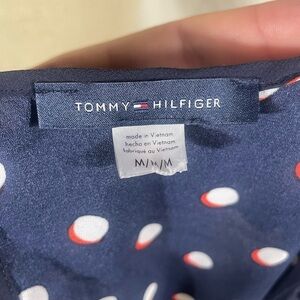 TOMMY HILFIGER
made in Vietnam
hecho en Vietnam
fabriqué au Vietnam
M/M/M